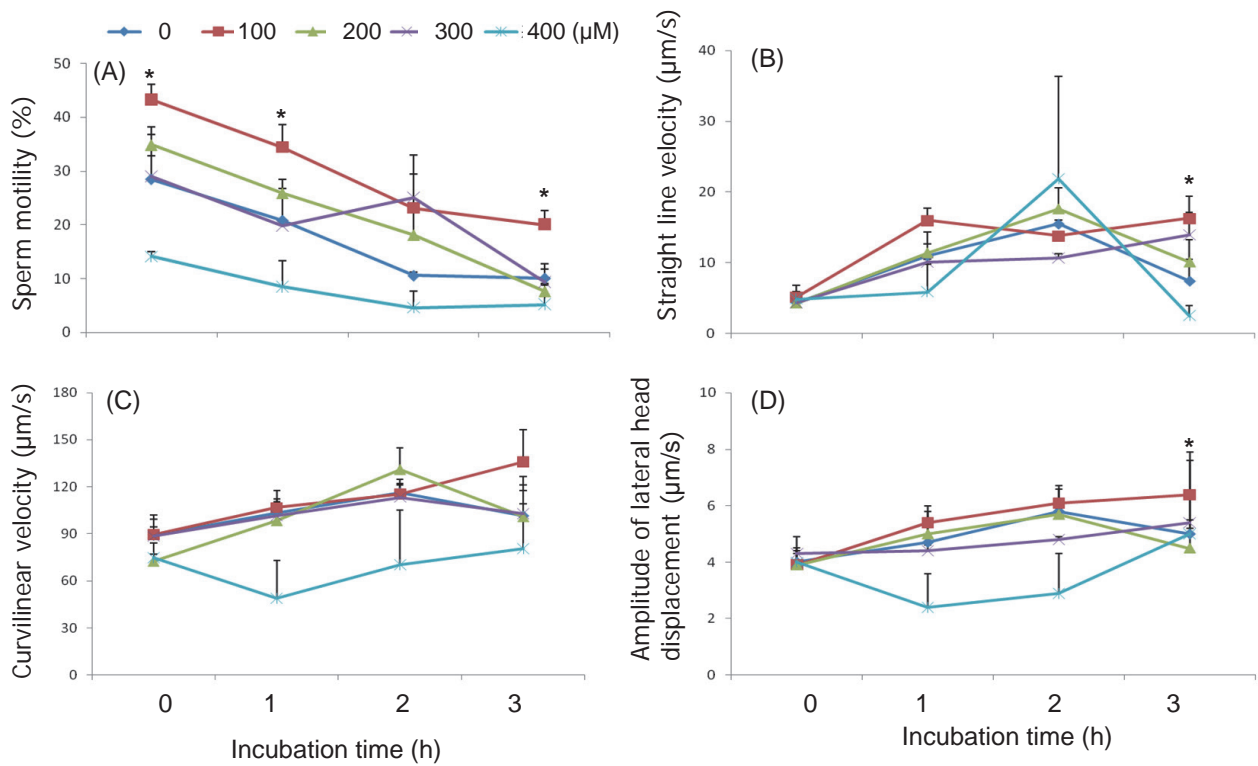 0 100 200 300 400 (µM)
(A)
Sperm motility (%)
50
40
30
20
10
0
*
*
*
(B)
Straight line velocity (µm/s)
40
30
20
10
0
*
(C)
Curvilinear velocity (µm/s)
180
150
120
90
60
30
0
0 1 2 3
Incubation time (h)
(D)
Amplitude of lateral head
displacement (µm/s)
10
8
6
4
2
0
*
0 1 2 3
Incubation time (h)